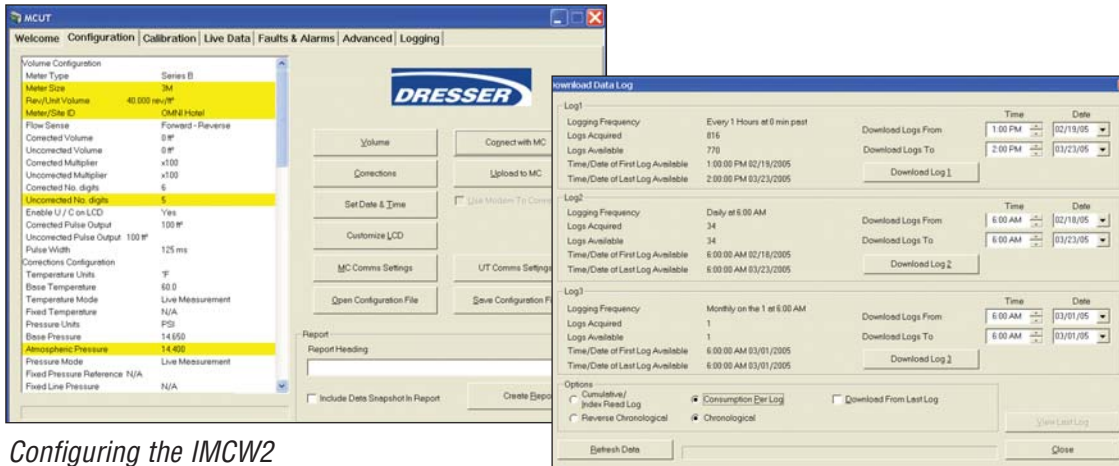 MCUT
Welcome Configuration Calibration Live Data Faults & Alarms Advanced Logging
Volume Configuration
Meter Type Series B
Meter Size 3M
Rev/Unit Volume 40.000 rev/ft³
Meter/Site ID OMNI Hotel
Flow Sense Forward - Reverse
Corrected Volume 0 ft³
Uncorrected Volume 0 ft³
Corrected Multiplier x100
Uncorrected Multiplier x100
Corrected No. digits 6
Uncorrected No. digits 5
Enable U / C on LCD Yes
Corrected Pulse Output 100 ft³
Uncorrected Pulse Output 100 ft³
Pulse Width 125 ms
Corrections Configuration
Temperature Units °F
Base Temperature 60.0
Temperature Mode Live Measurement
Fixed Temperature N/A
Pressure Units PSI
Base Pressure 14.650
Atmospheric Pressure 14.400
Pressure Mode Live Measurement
Fixed Pressure Reference N/A
Fixed Line Pressure N/A
DRESSER
Volume Connect with MC
Corrections Upload to MC
Set Date & Time
Customize LCD
MC Comms Settings UT Comms Settings
Open Configuration File Save Configuration Fi
Report
Report Heading
Include Data Snapshot In Report Create Repo
Configuring the IMCW2
ownload Data Log
Log1
Time Date
Logging Frequency Every 1 Hours at 0 min past Download Logs From 1:00 PM 02/19/05
Logs Acquired 816
Logs Available 770 Download Logs To 2:00 PM 03/23/05
Time/Date of First Log Available 1:00:00 PM 02/19/2005
Time/Date of Last Log Available 2:00:00 PM 03/23/2005
Download Log 1
Log2
Time Date
Logging Frequency Daily at 6:00 AM Download Logs From 6:00 AM 02/18/05
Logs Acquired 34
Logs Available 34 Download Logs To 6:00 AM 03/23/05
Time/Date of First Log Available 6:00:00 AM 02/18/2005
Time/Date of Last Log Available 6:00:00 AM 03/23/2005
Download Log 2
Log3
Time Date
Logging Frequency Monthly on the 1 at 6:00 AM Download Logs From 6:00 AM 03/01/05
Logs Acquired 1
Logs Available 1 Download Logs To 6:00 AM 03/01/05
Time/Date of First Log Available 6:00:00 AM 03/01/2005
Time/Date of Last Log Available 6:00:00 AM 03/01/2005
Download Log 3
Options
Cumulative/ Index Read Log Consumption Per Log Download From Last Log
Reverse Chronological Chronological
View Last Log
Refresh Data Close